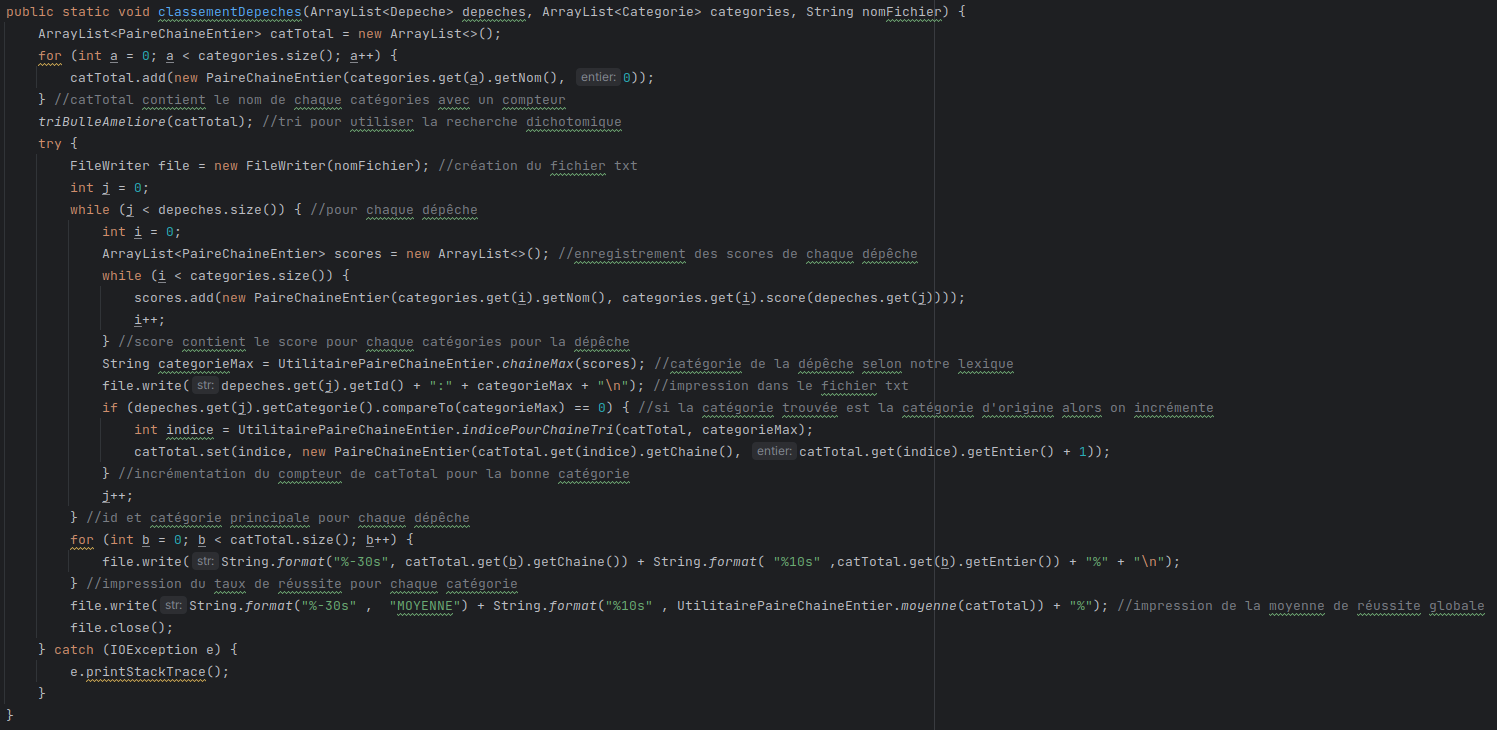 public static void classementDepeches(ArrayList<Depeche> depeches, ArrayList<Categorie> categories, String nomFichier) {
    ArrayList<PaireChaineEntier> catTotal = new ArrayList<>();
    for (int a = 0; a < categories.size(); a++) {
        catTotal.add(new PaireChaineEntier(categories.get(a).getNom(), entier: 0));
    } //catTotal contient le nom de chaque catégories avec un compteur
    triBulleAmeliore(catTotal); //tri pour utiliser la recherche dichotomique
    try {
        FileWriter file = new FileWriter(nomFichier); //création du fichier txt
        int j = 0;
        while (j < depeches.size()) { //pour chaque dépêche
            int i = 0;
            ArrayList<PaireChaineEntier> scores = new ArrayList<>(); //enregistrement des scores de chaque dépêche
            while (i < categories.size()) {
                scores.add(new PaireChaineEntier(categories.get(i).getNom(), categories.get(i).score(depeches.get(j))));
                i++;
            } //score contient le score pour chaque catégories pour la dépêche
            String categorieMax = UtilitairePaireChaineEntier.chaineMax(scores); //catégorie de la dépêche selon notre lexique
            file.write( str: depeches.get(j).getId() + ":" + categorieMax + "\n"); //impression dans le fichier txt
            if (depeches.get(j).getCategorie().compareTo(categorieMax) == 0) { //si la catégorie trouvée est la catégorie d'origine alors on incrémente
                int indice = UtilitairePaireChaineEntier.indicePourChaineTri(catTotal, categorieMax);
                catTotal.set(indice, new PaireChaineEntier(catTotal.get(indice).getChaine(), entier: catTotal.get(indice).getEntier() + 1));
            } //incrémentation du compteur de catTotal pour la bonne catégorie
            j++;
        } //id et catégorie principale pour chaque dépêche
        for (int b = 0; b < catTotal.size(); b++) {
            file.write( str: String.format("%-30s", catTotal.get(b).getChaine()) + String.format( "%10s" ,catTotal.get(b).getEntier()) + "%" + "\n");
        } //impression du taux de réussite pour chaque catégorie
        file.write( str: String.format("%-30s" ,  "MOYENNE") + String.format("%10s" , UtilitairePaireChaineEntier.moyenne(catTotal)) + "%"); //impression de la moyenne de réussite globale
        file.close();
    } catch (IOException e) {
        e.printStackTrace();
    }
}